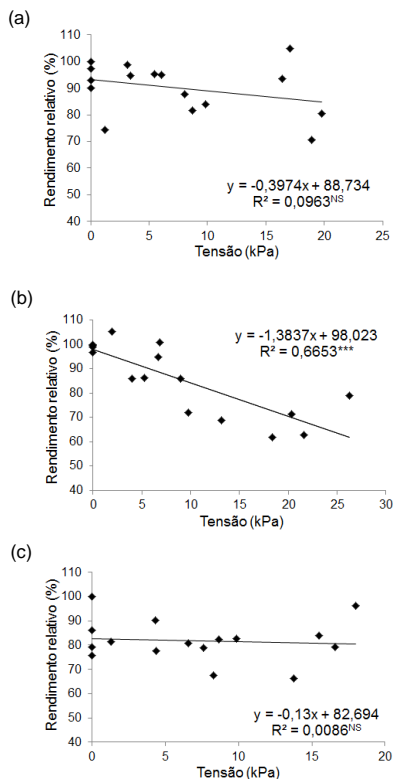 (a)
Rendimento relativo (%)
110
100
90
80
70
60
50
40
y = -0,3974x + 88,734
R² = 0,0963NS
0 5 10 15 20 25
Tensão (kPa)
(b)
Rendimento relativo (%)
110
100
90
80
70
60
50
40
y = -1,3837x + 98,023
R² = 0,6653***
0 5 10 15 20 25 30
Tensão (kPa)
(c)
Rendimento relativo (%)
110
100
90
80
70
60
50
40
y = -0,13x + 82,694
R² = 0,0086NS
0 5 10 15 20
Tensão (kPa)